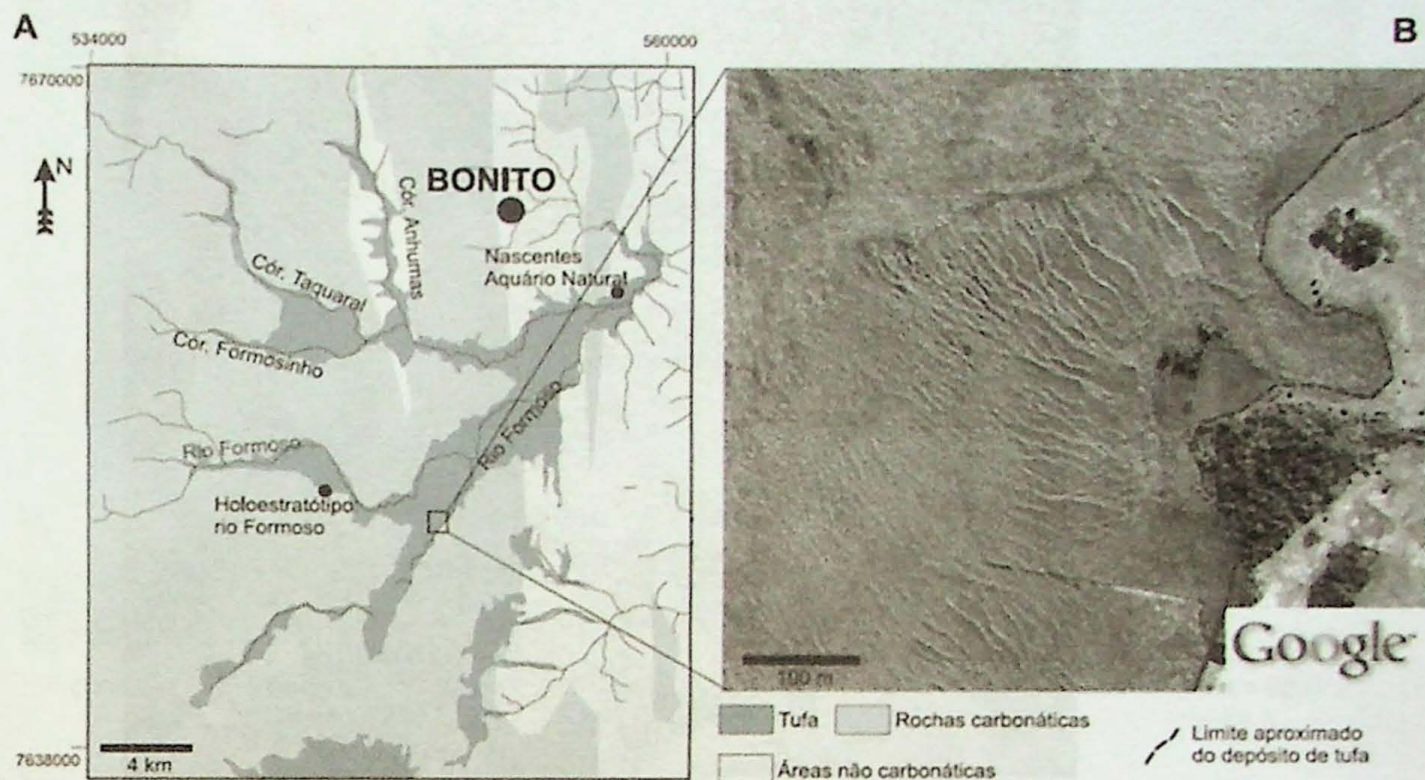 A
B
534000
560000
7670000
N
BONITO
Cór. Anhumas
Nascentes
Aquário Natural
Cór. Taquaral
Cór. Formosinho
Rio Formoso
Rio Formoso
Holoestratótipo
rio Formoso
7638000
4 km
100 m
Google
Tufa
Rochas carbonáticas
Áreas não carbonáticas
Limite aproximado
do depósito de tufa